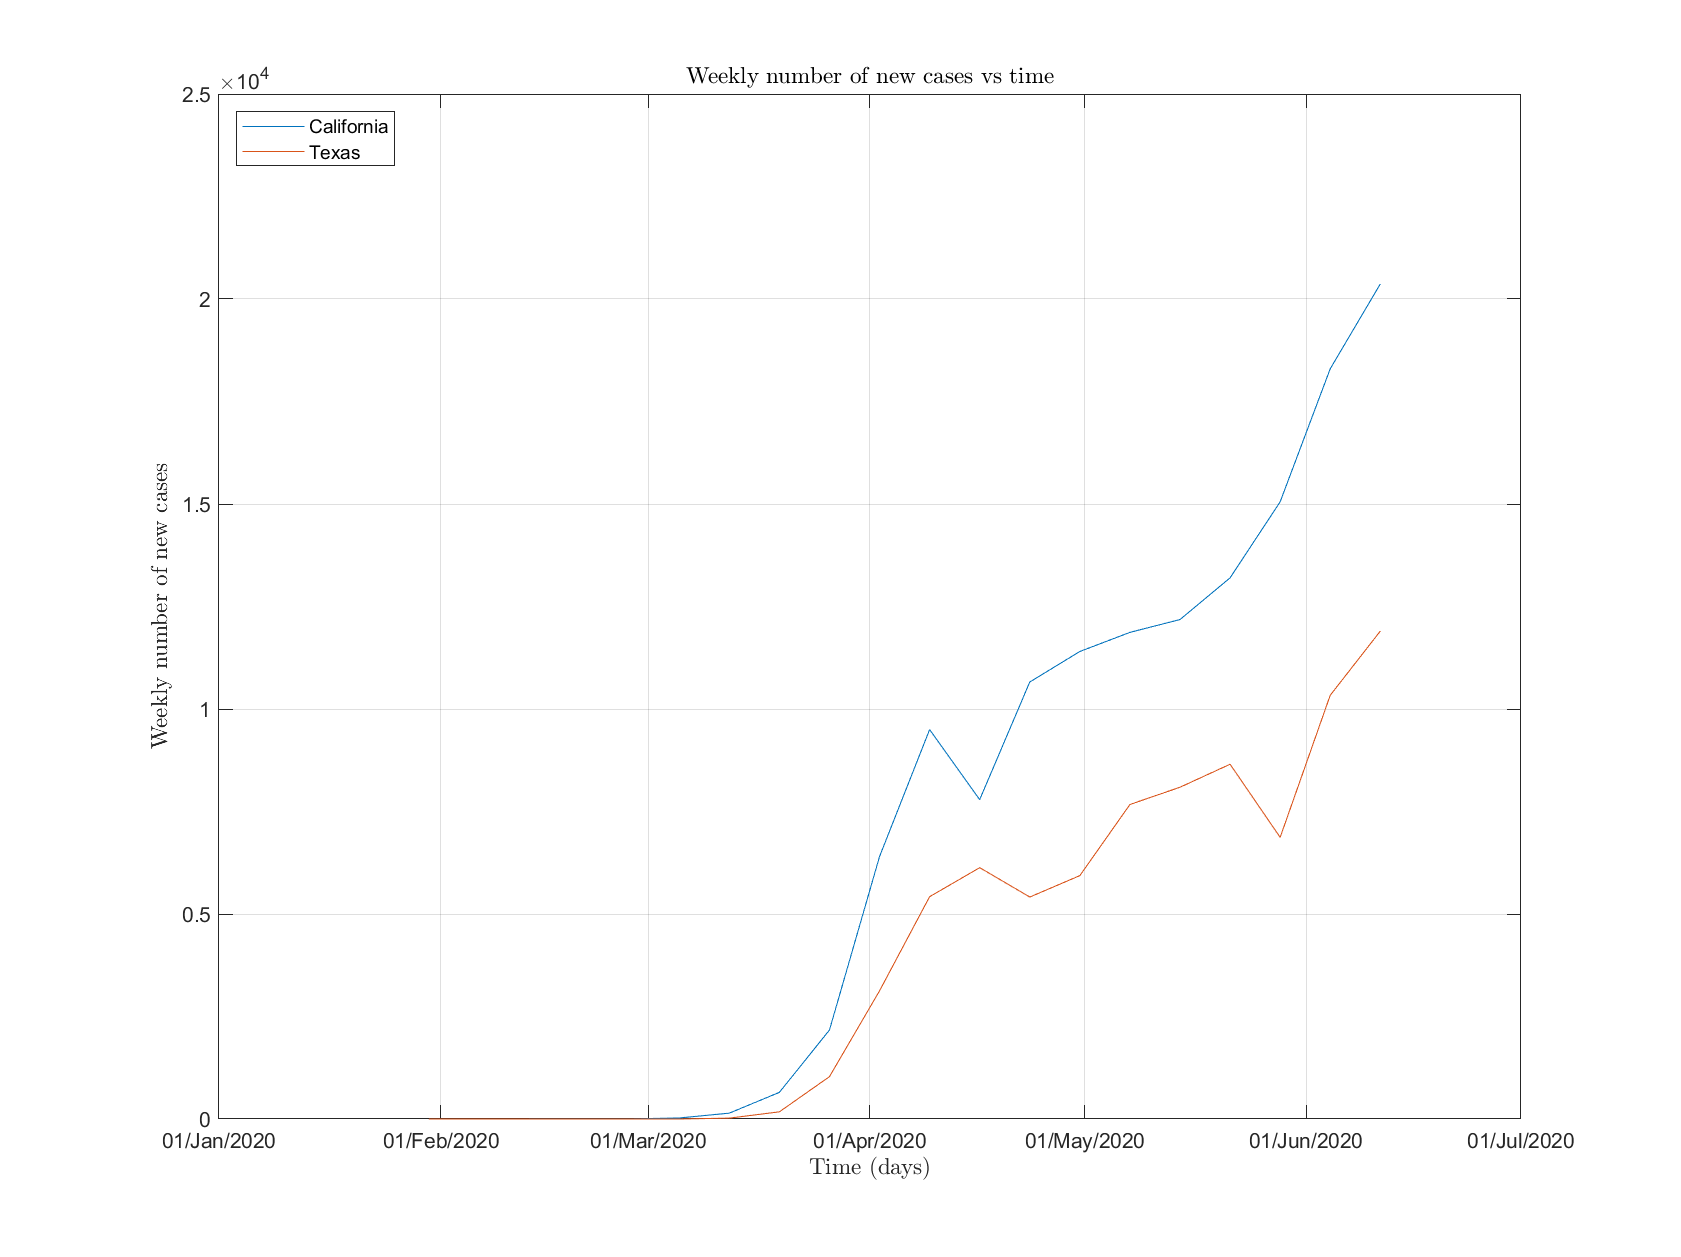 Weekly number of new cases vs time
×10^4
2.5
2
1.5
1
0.5
0
California
Texas
Weekly number of new cases
01/Jan/2020 01/Feb/2020 01/Mar/2020 01/Apr/2020 01/May/2020 01/Jun/2020 01/Jul/2020
Time (days)